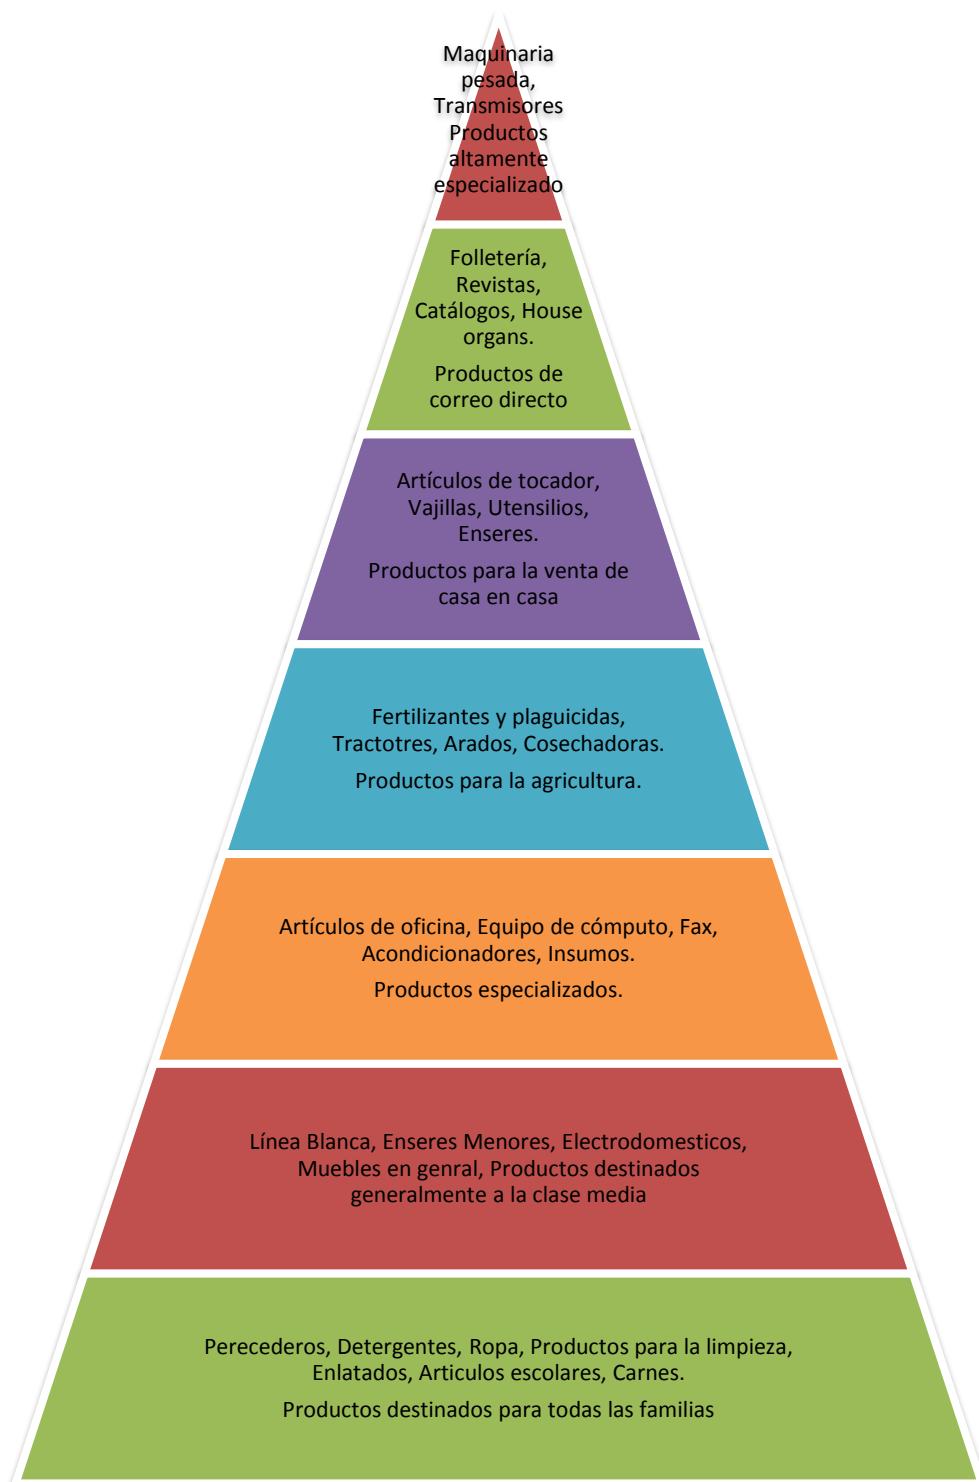 Maquinaria
pesada,
Transmisores
Productos
altamente
especializado
Folletería,
Revistas,
Catálogos, House
organs.
Productos de
correo directo
Artículos de tocador,
Vajillas, Utensilios,
Enseres.
Productos para la venta de
casa en casa
Fertilizantes y plaguicidas,
Tractotres, Arados, Cosechadoras.
Productos para la agricultura.
Artículos de oficina, Equipo de cómputo, Fax,
Acondicionadores, Insumos.
Productos especializados.
Línea Blanca, Enseres Menores, Electrodomesticos,
Muebles en genral, Productos destinados
generalmente a la clase media
Perecederos, Detergentes, Ropa, Productos para la limpieza,
Enlatados, Articulos escolares, Carnes.
Productos destinados para todas las familias